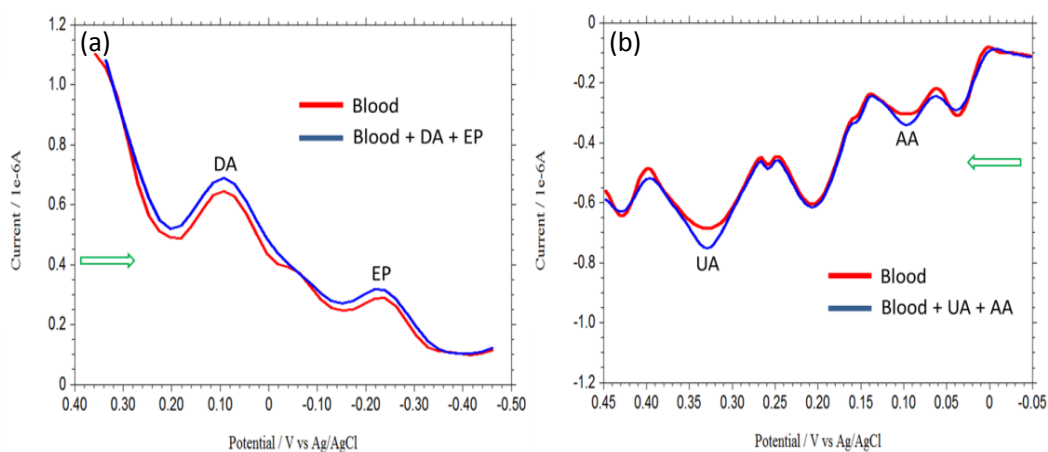 (a)
1.2
1.0
0.8
0.6
0.4
0.2
0
Current / 1e-6A
Blood
Blood + DA + EP
DA
EP
0.40 0.30 0.20 0.10 0 -0.10 -0.20 -0.30 -0.40 -0.50
Potential / V vs Ag/AgCl
(b)
-0
-0.2
-0.4
-0.6
-0.8
-1.0
-1.2
Current / 1e-6A
AA
UA
Blood
Blood + UA + AA
0.45 0.40 0.35 0.30 0.25 0.20 0.15 0.10 0.05 0 -0.05
Potential / V vs Ag/AgCl